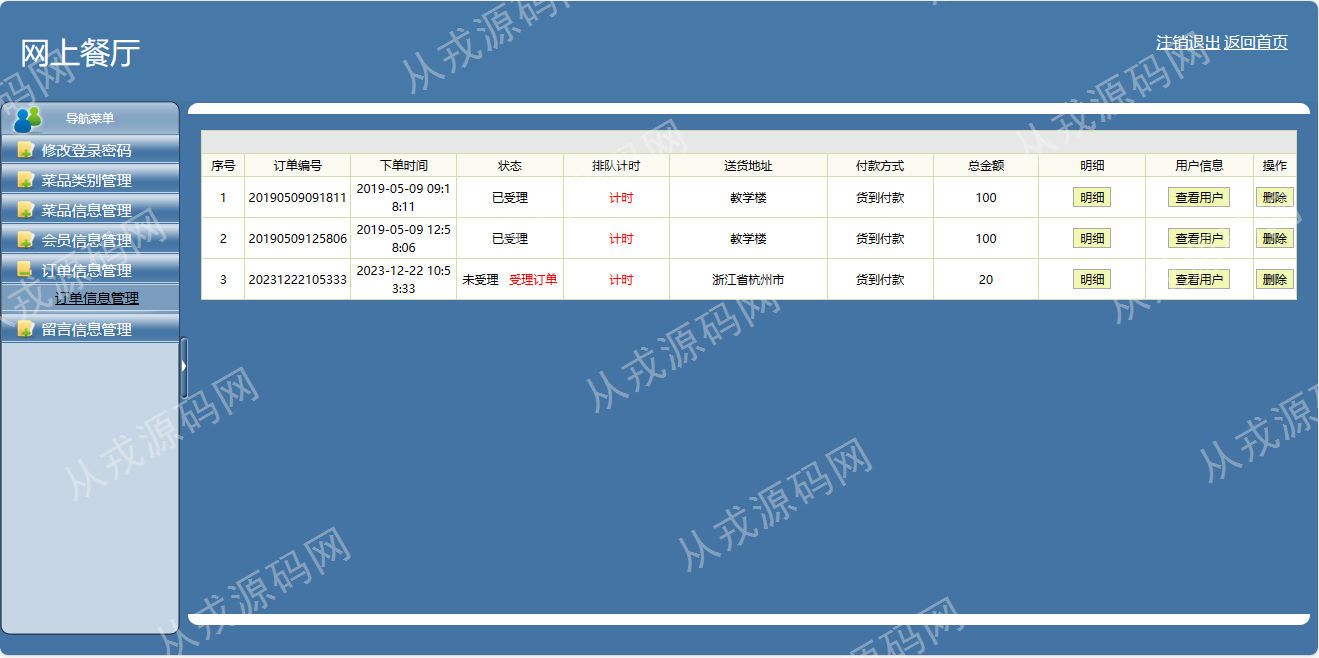 网上餐厅
注销退出 返回首页
导航菜单
修改登录密码
菜品类别管理
菜品信息管理
会员信息管理
订单信息管理
订单信息管理
留言信息管理
序号 订单编号 下单时间 状态 排队计时 送货地址 付款方式 总金额 明细 用户信息 操作
1 20190509091811 2019-05-09 09:1 已受理 计时 教学楼 货到付款 100 明细 查看用户 删除
8:11
2 20190509125806 2019-05-09 12:5 已受理 计时 教学楼 货到付款 100 明细 查看用户 删除
8:06
3 20231222105333 2023-12-22 10:5 未受理 受理订单 计时 浙江省杭州市 货到付款 20 明细 查看用户 删除
3:33
从戎源码网
从戎源码网
从戎源码网
从戎源码网
从戎源码网
从戎源码网
从戎源码网